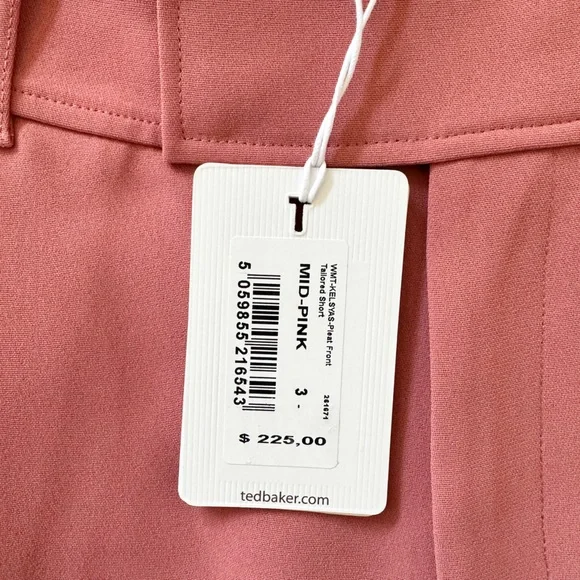 T
WMT-KELSYAS-Pleat Front
Tailored Short
261671
MID-PINK
3 -
5 059855 216543
$ 225,00
tedbaker.com